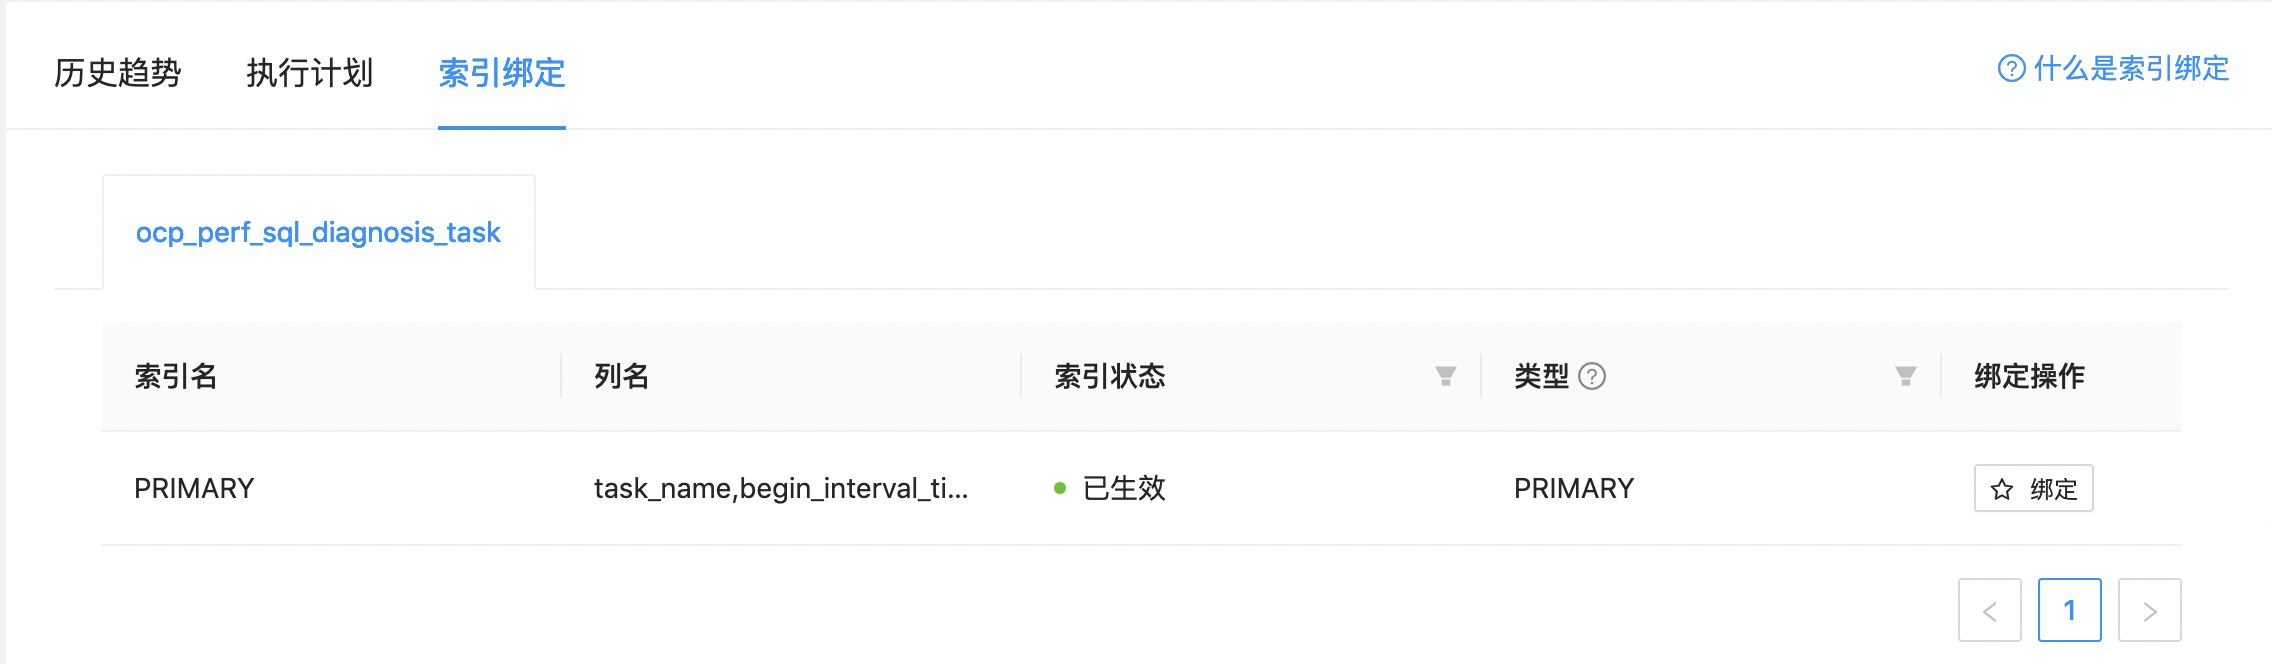 历史趋势 执行计划 索引绑定 什么是索引绑定
ocp_perf_sql_diagnosis_task
索引名 列名 索引状态 类型 绑定操作
PRIMARY task_name,begin_interval_ti... 已生效 PRIMARY 绑定
< 1 >